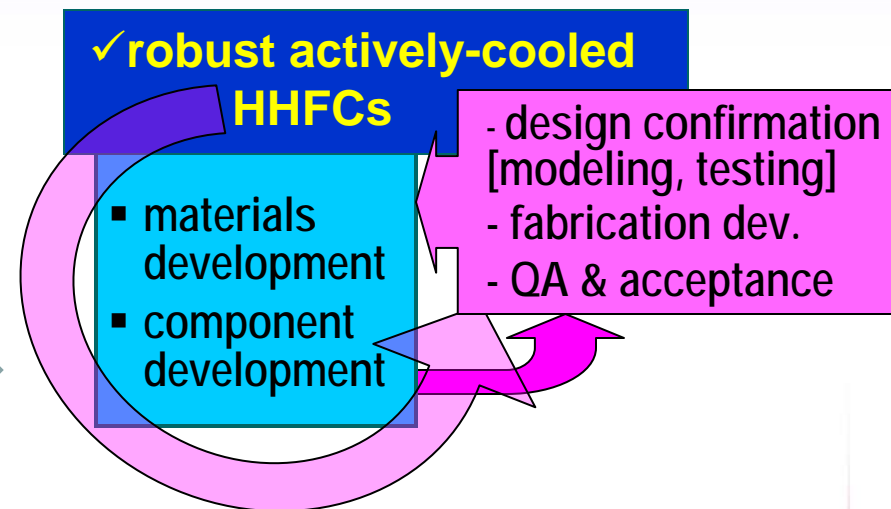 ✓robust actively-cooled
HHFCs
- design confirmation
[modeling, testing]
- fabrication dev.
- QA & acceptance
▪ materials
development
▪ component
development